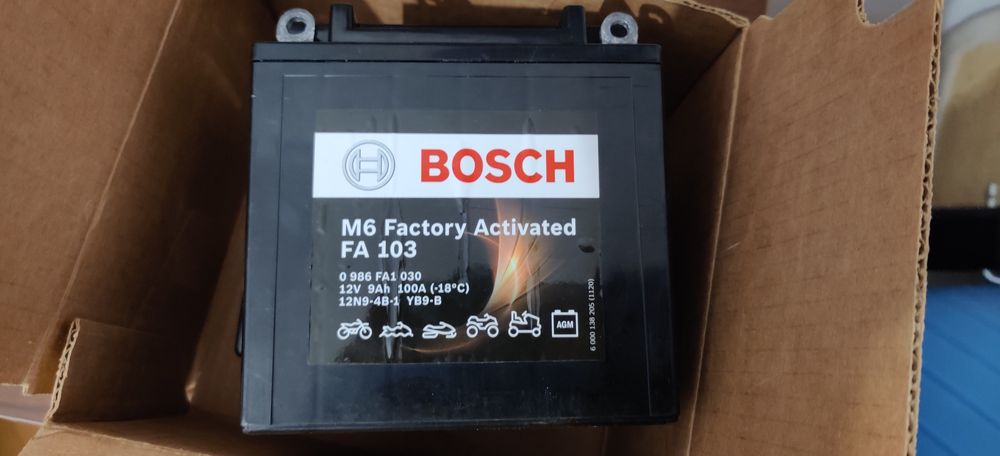 BOSCH
M6 Factory Activated
FA 103
0 986 FA1 030
12V 9Ah 100A (-18°C)
12N9-4B-1 YB9-B
AGM
6 000 138 205 (1120)